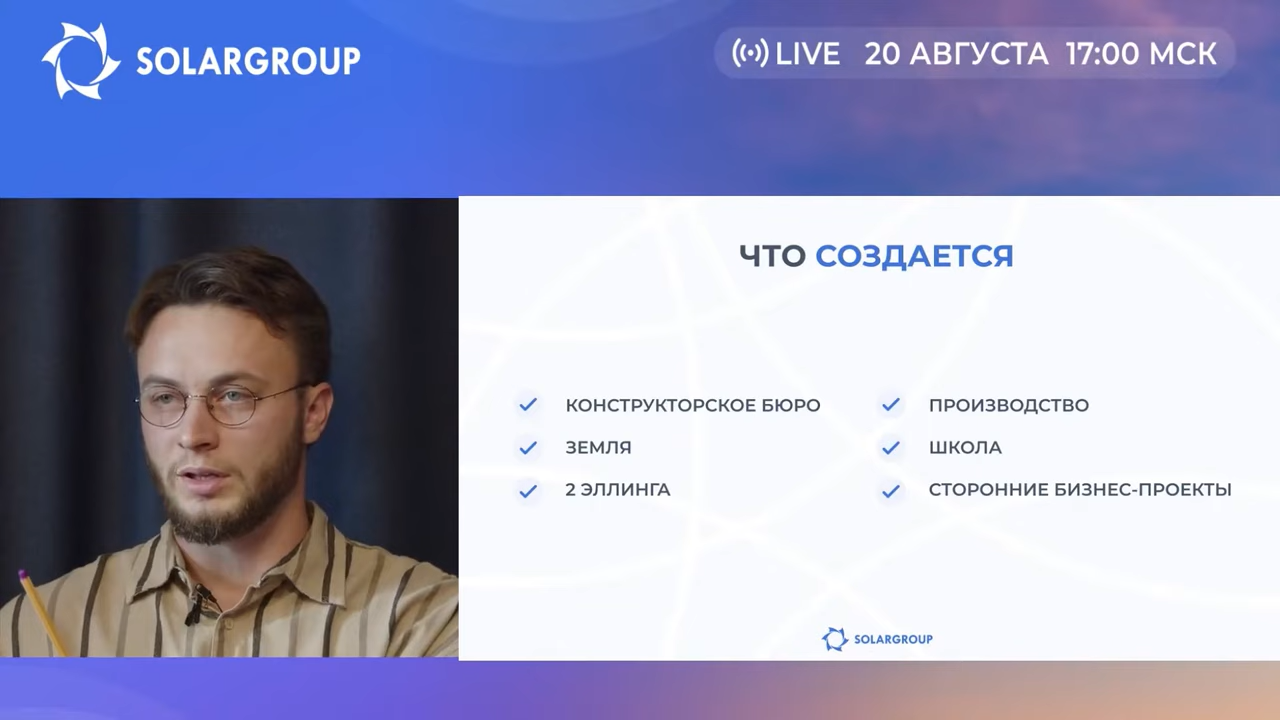 SOLARGROUP
LIVE 20 АВГУСТА 17:00 МСК
ЧТО СОЗДАЕТСЯ
КОНСТРУКТОРСКОЕ БЮРО
ЗЕМЛЯ
2 ЭЛЛИНГА
ПРОИЗВОДСТВО
ШКОЛА
СТОРОННИЕ БИЗНЕС-ПРОЕКТЫ
SOLARGROUP